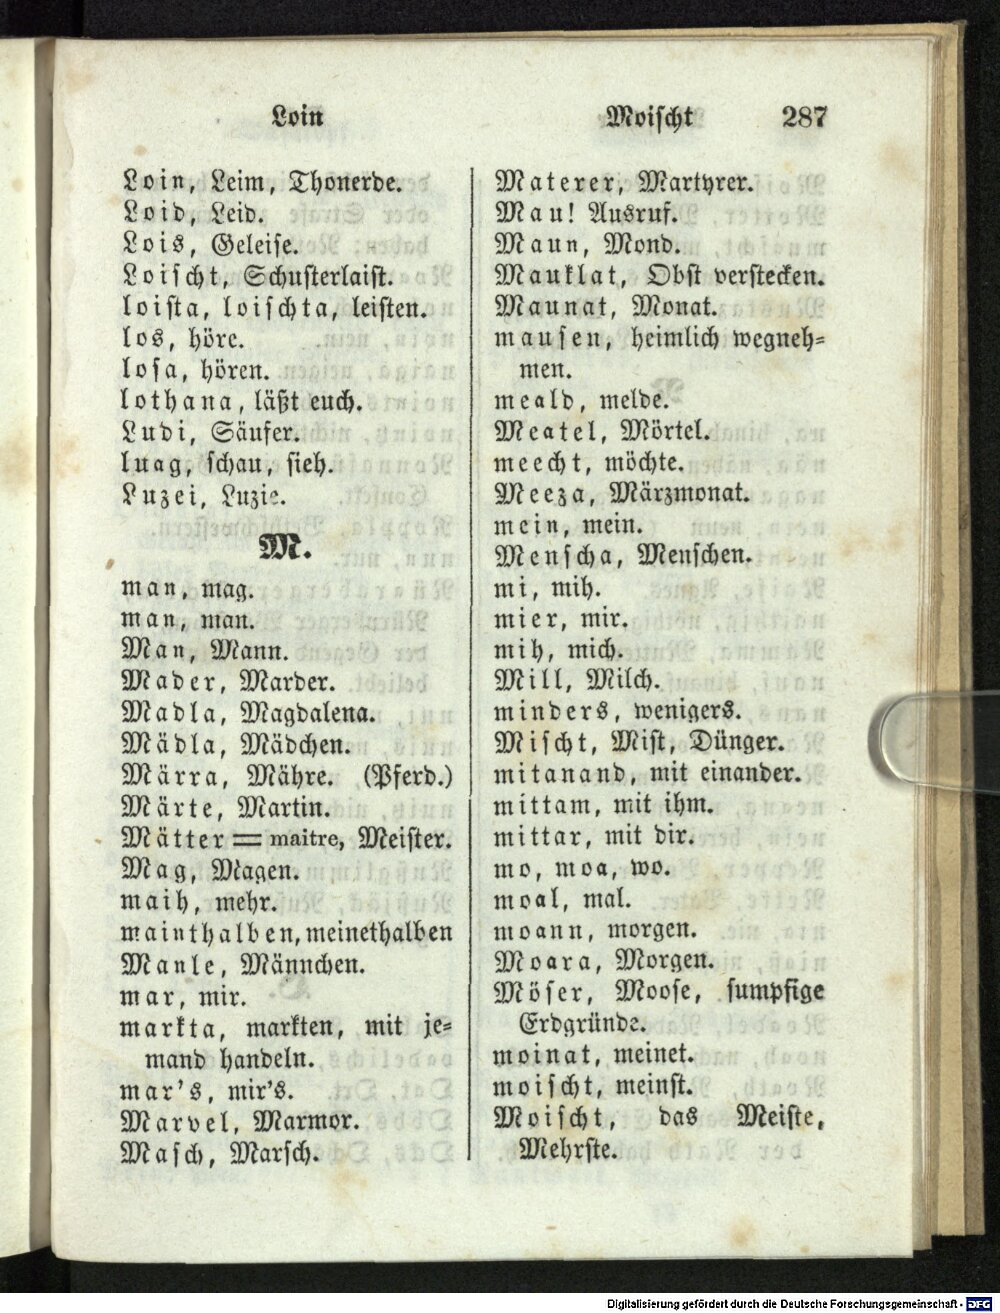 Loin
Moischt 287
Loin, Leim, Thonerde.
Loid, Leid.
Lois, Geleise.
Loischt, Schusterlaist.
loista, loischta, leisten.
los, höre.
losa, hören.
lothana, läßt euch.
Ludi, Säufer.
luag, schau, sieh.
Luzei, Luzie.
M.
man, mag.
man, man.
Man, Mann.
Mader, Marder.
Madla, Magdalena.
Mädla, Mädchen.
Märra, Mähre. (Pferd.)
Märte, Martin.
Mätter = maitre, Meister.
Mag, Magen.
maih, mehr.
mainthalben, meinethalben
Manle, Männchen.
mar, mir.
markta, markten, mit je-
mand handeln.
mar's, mir's.
Marvel, Marmor.
Masch, Marsch.
Materer, Martyrer.
Mau! Ausruf.
Maun, Mond.
Mauklat, Obst verstecken.
Maunat, Monat.
mausen, heimlich wegneh-
men.
meald, melde.
Meatel, Mörtel.
meecht, möchte.
Meeza, Märzmonat.
mein, mein.
Menscha, Menschen.
mi, mih.
mier, mir.
mih, mich.
Mill, Milch.
minders, wenigers.
Mischt, Mist, Dünger.
mitanand, mit einander.
mittam, mit ihm.
mittar, mit dir.
mo, moa, wo.
moal, mal.
moann, morgen.
Moara, Morgen.
Möser, Moose, sumpfige
Erdgründe.
moinat, meinet.
moischt, meinst.
Moischt, das Meiste,
Mehrste.
Digitalisierung gefördert durch die Deutsche Forschungsgemeinschaft - DFG